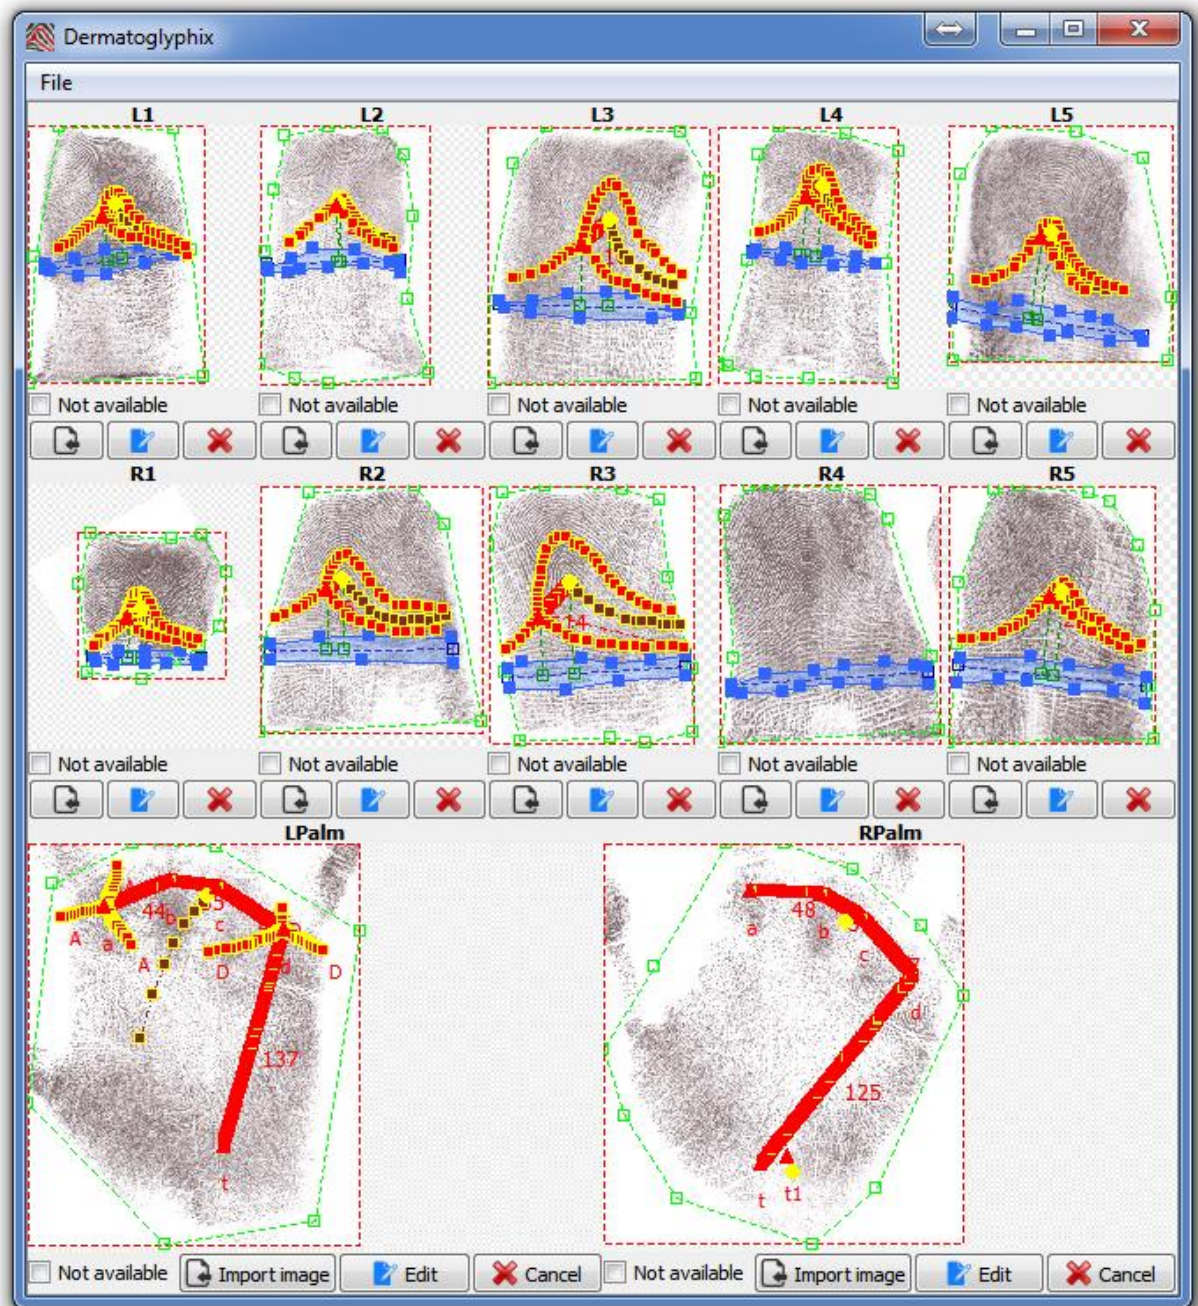 Dermatoglyphix
File
L1 L2 L3 L4 L5
Not available Not available Not available Not available Not available
R1 R2 R3 R4 R5
t4
Not available Not available Not available Not available Not available
LPalm RPalm
44 b c
A a A D d D
137
t
48
a b c d
125
t t1
Not available Import image Edit Cancel Not available Import image Edit Cancel